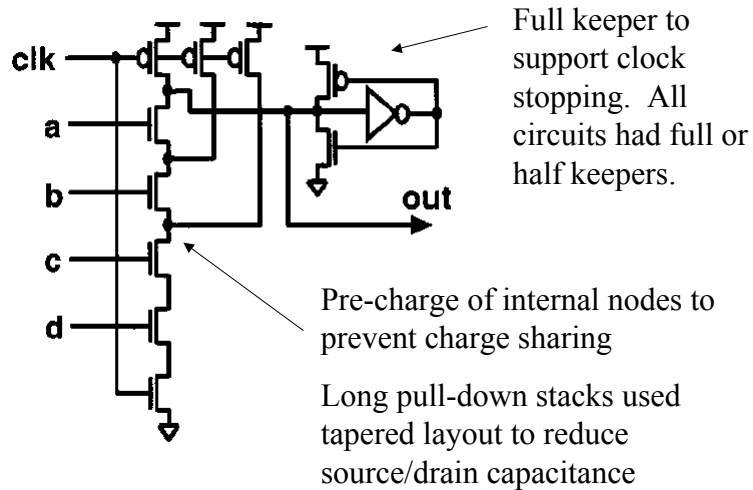 Full keeper to
support clock
stopping. All
circuits had full or
half keepers.
clk
a
b
out
c
d
Pre-charge of internal nodes to
prevent charge sharing
Long pull-down stacks used
tapered layout to reduce
source/drain capacitance